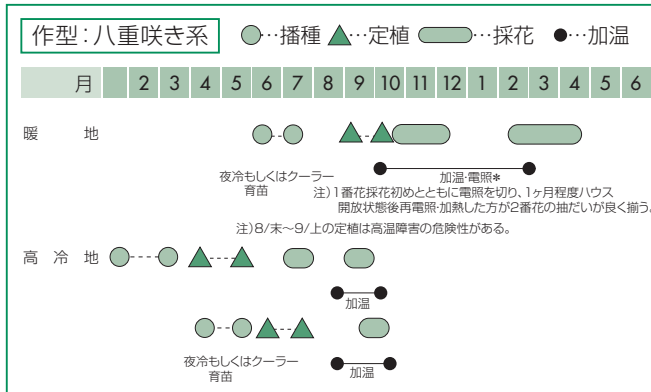 作型:八重咲き系 …播種 …定植 …採花 …加温
月 2 3 4 5 6 7 8 9 10 11 12 1 2 3 4 5 6
暖地
夜冷もしくはクーラー
育苗
加温・電照*
注)1番花採花初めとともに電照を切り、1ヶ月程度ハウス
開放状態後再電照・加熱した方が2番花の抽だいが良く揃う。
注)8/末〜9/上の定植は高温障害の危険性がある。
高冷地
加温
夜冷もしくはクーラー
育苗
加温